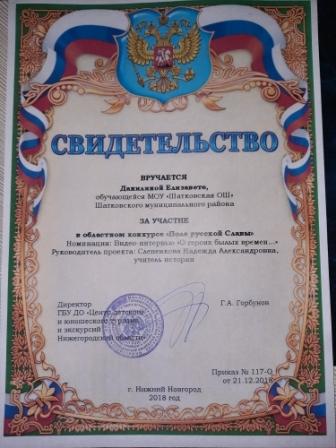 СВИДЕТЕЛЬСТВО
ВРУЧАЕТСЯ
Данилиной Елизавете,
обучающейся МОУ «Шатковская ОШ»
Шатковского муниципального района
ЗА УЧАСТИЕ
в областном конкурсе «Поле русской Славы»
Номинация: Видео-интервью «О героях былых времен...»
Руководитель проекта: Слепенкова Надежда Александровна,
учитель истории
Директор
ГБУ ДО «Центр детского
и юношеского туризма
и экскурсий
Нижегородской области»
Г.А. Горбунов
Приказ № 117-О
от 21.12.2018
г. Нижний Новгород
2018 год